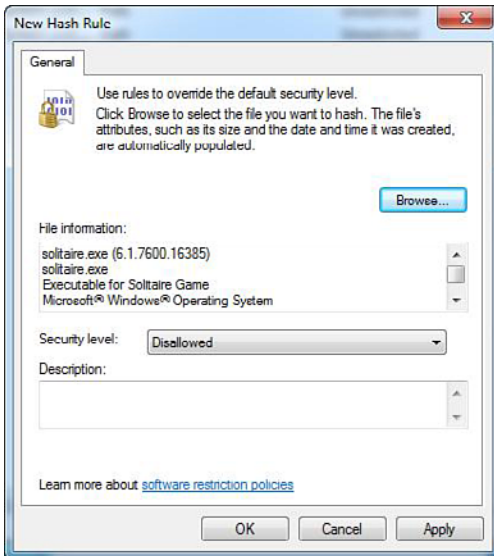 New Hash Rule
General
Use rules to override the default security level.
Click Browse to select the file you want to hash. The file's
attributes, such as its size and the date and time it was created,
are automatically populated.
Browse...
File information:
solitaire.exe (6.1.7600.16385)
solitaire.exe
Executable for Solitaire Game
Microsoft® Windows® Operating System
Security level:
Disallowed
Description:
Learn more about software restriction policies
OK
Cancel
Apply